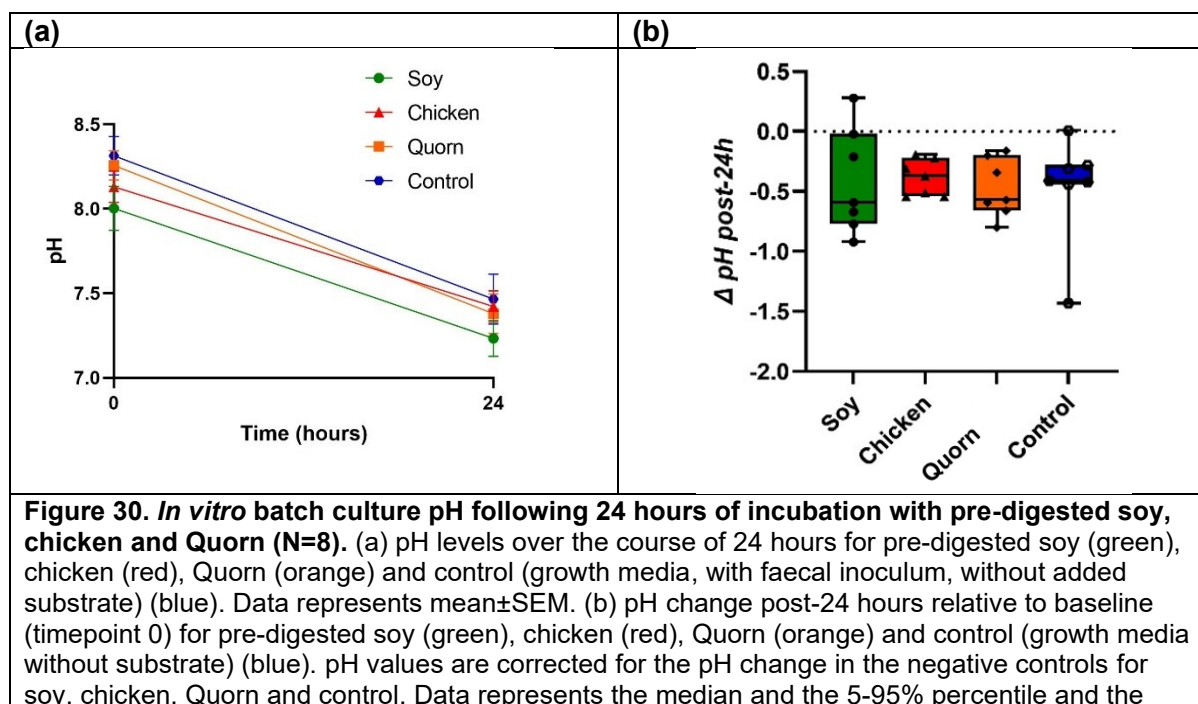 (a)
(b)
Soy
Chicken
Quorn
Control
8.5
8.0
7.5
7.0
pH
0
24
Time (hours)
0.5
0.0
-0.5
-1.0
-1.5
-2.0
Δ pH post-24h
Soy
Chicken
Quorn
Control
Figure 30. In vitro batch culture pH following 24 hours of incubation with pre-digested soy,
chicken and Quorn (N=8). (a) pH levels over the course of 24 hours for pre-digested soy (green),
chicken (red), Quorn (orange) and control (growth media, with faecal inoculum, without added
substrate) (blue). Data represents mean±SEM. (b) pH change post-24 hours relative to baseline
(timepoint 0) for pre-digested soy (green), chicken (red), Quorn (orange) and control (growth media
without substrate) (blue). pH values are corrected for the pH change in the negative controls for
soy, chicken, Quorn and control. Data represents the median and the 5-95% percentile and the